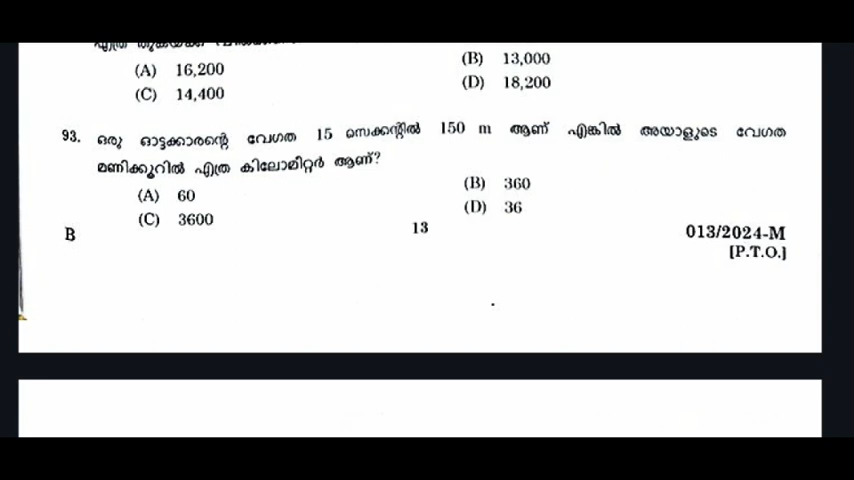 എത്ര
(A) 16,200
(B) 13,000
(C) 14,400
(D) 18,200
93. ഒരു ഓട്ടക്കാരന്റെ വേഗത 15 സെക്കന്റിൽ 150 m ആണ് എങ്കിൽ അയാളുടെ വേഗത
മണിക്കൂറിൽ എത്ര കിലോമീറ്റർ ആണ്?
(A) 60
(B) 360
(C) 3600
(D) 36
B
13
013/2024-M
[P.T.O.]